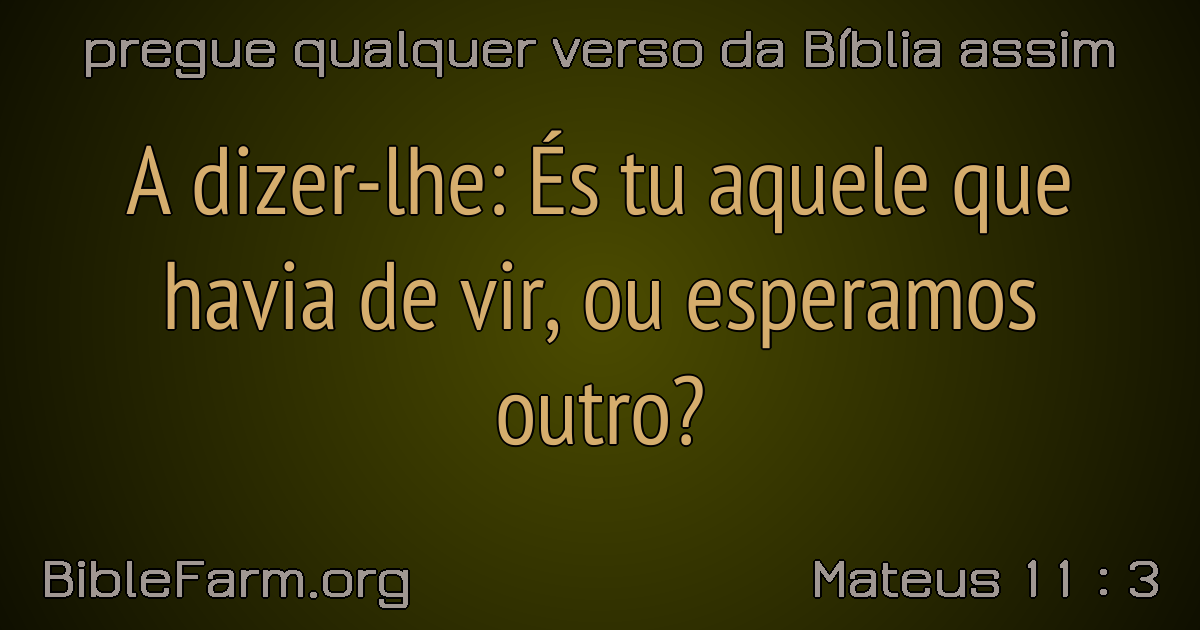 pregue qualquer verso da Bíblia assim
A dizer-lhe: És tu aquele que
havia de vir, ou esperamos
outro?
BibleFarm.org
Mateus 11 : 3